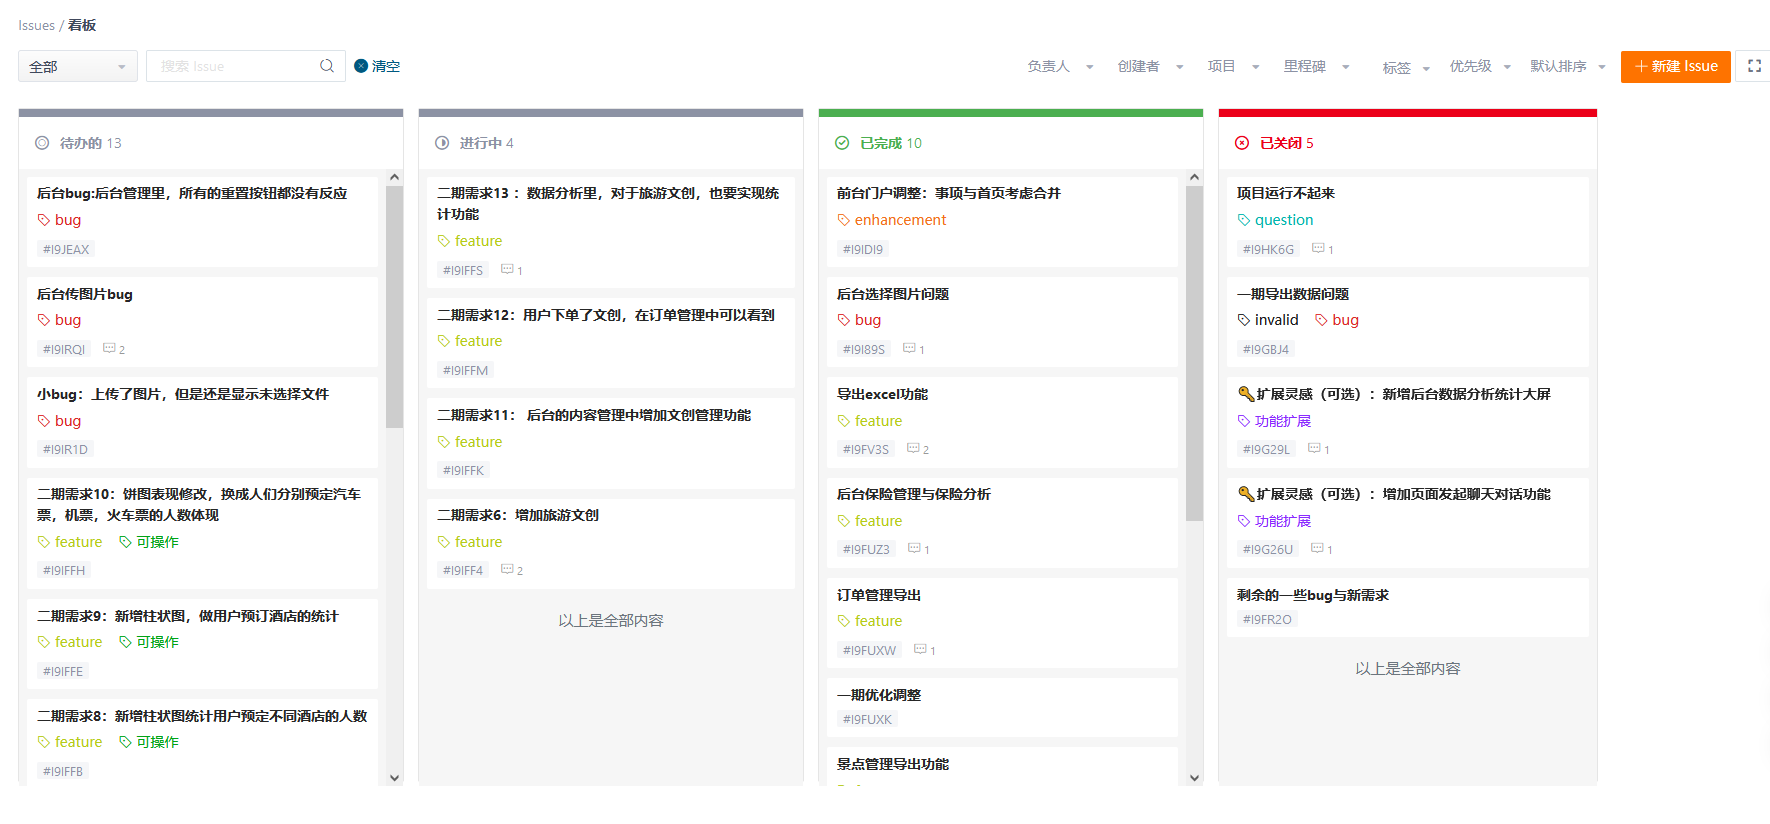 Issues / 看板
全部
搜索 Issue
清空
负责人
创建者
项目
里程碑
标签
优先级
默认排序
新建 Issue
待办的 13
后台bug:后台管理里，所有的重置按钮都没有反应
bug
#I9JEAX
后台传图片bug
bug
#I9IRQI 2
小bug：上传了图片，但是还是显示未选择文件
bug
#I9IR1D
二期需求10：饼图表现修改，换成人们分别预定汽车
票，机票，火车票的人数体现
feature 可操作
#I9IFFH
二期需求9：新增柱状图，做用户预订酒店的统计
feature 可操作
#I9IFFE
二期需求8：新增柱状图统计用户预定不同酒店的人数
feature 可操作
#I9IFFB
进行中 4
二期需求13 ：数据分析里，对于旅游文创，也要实现统
计功能
feature
#I9IFFS 1
二期需求12：用户下单了文创，在订单管理中可以看到
feature
#I9IFFM
二期需求11： 后台的内容管理中增加文创管理功能
feature
#I9IFFK
二期需求6：增加旅游文创
feature
#I9IFF4 2
以上是全部内容
已完成 10
前台门户调整：事项与首页考虑合并
enhancement
#I9IDI9
后台选择图片问题
bug
#I9I89S 1
导出excel功能
feature
#I9FV3S 2
后台保险管理与保险分析
feature
#I9FUZ3 1
订单管理导出
feature
#I9FUXW 1
一期优化调整
#I9FUXK
景点管理导出功能
已关闭 5
项目运行不起来
question
#I9HK6G 1
一期导出数据问题
invalid bug
#I9GBJ4
扩展灵感（可选）：新增后台数据分析统计大屏
功能扩展
#I9G29L 1
扩展灵感（可选）：增加页面发起聊天对话功能
功能扩展
#I9G26U 1
剩余的一些bug与新需求
#I9FR2O
以上是全部内容